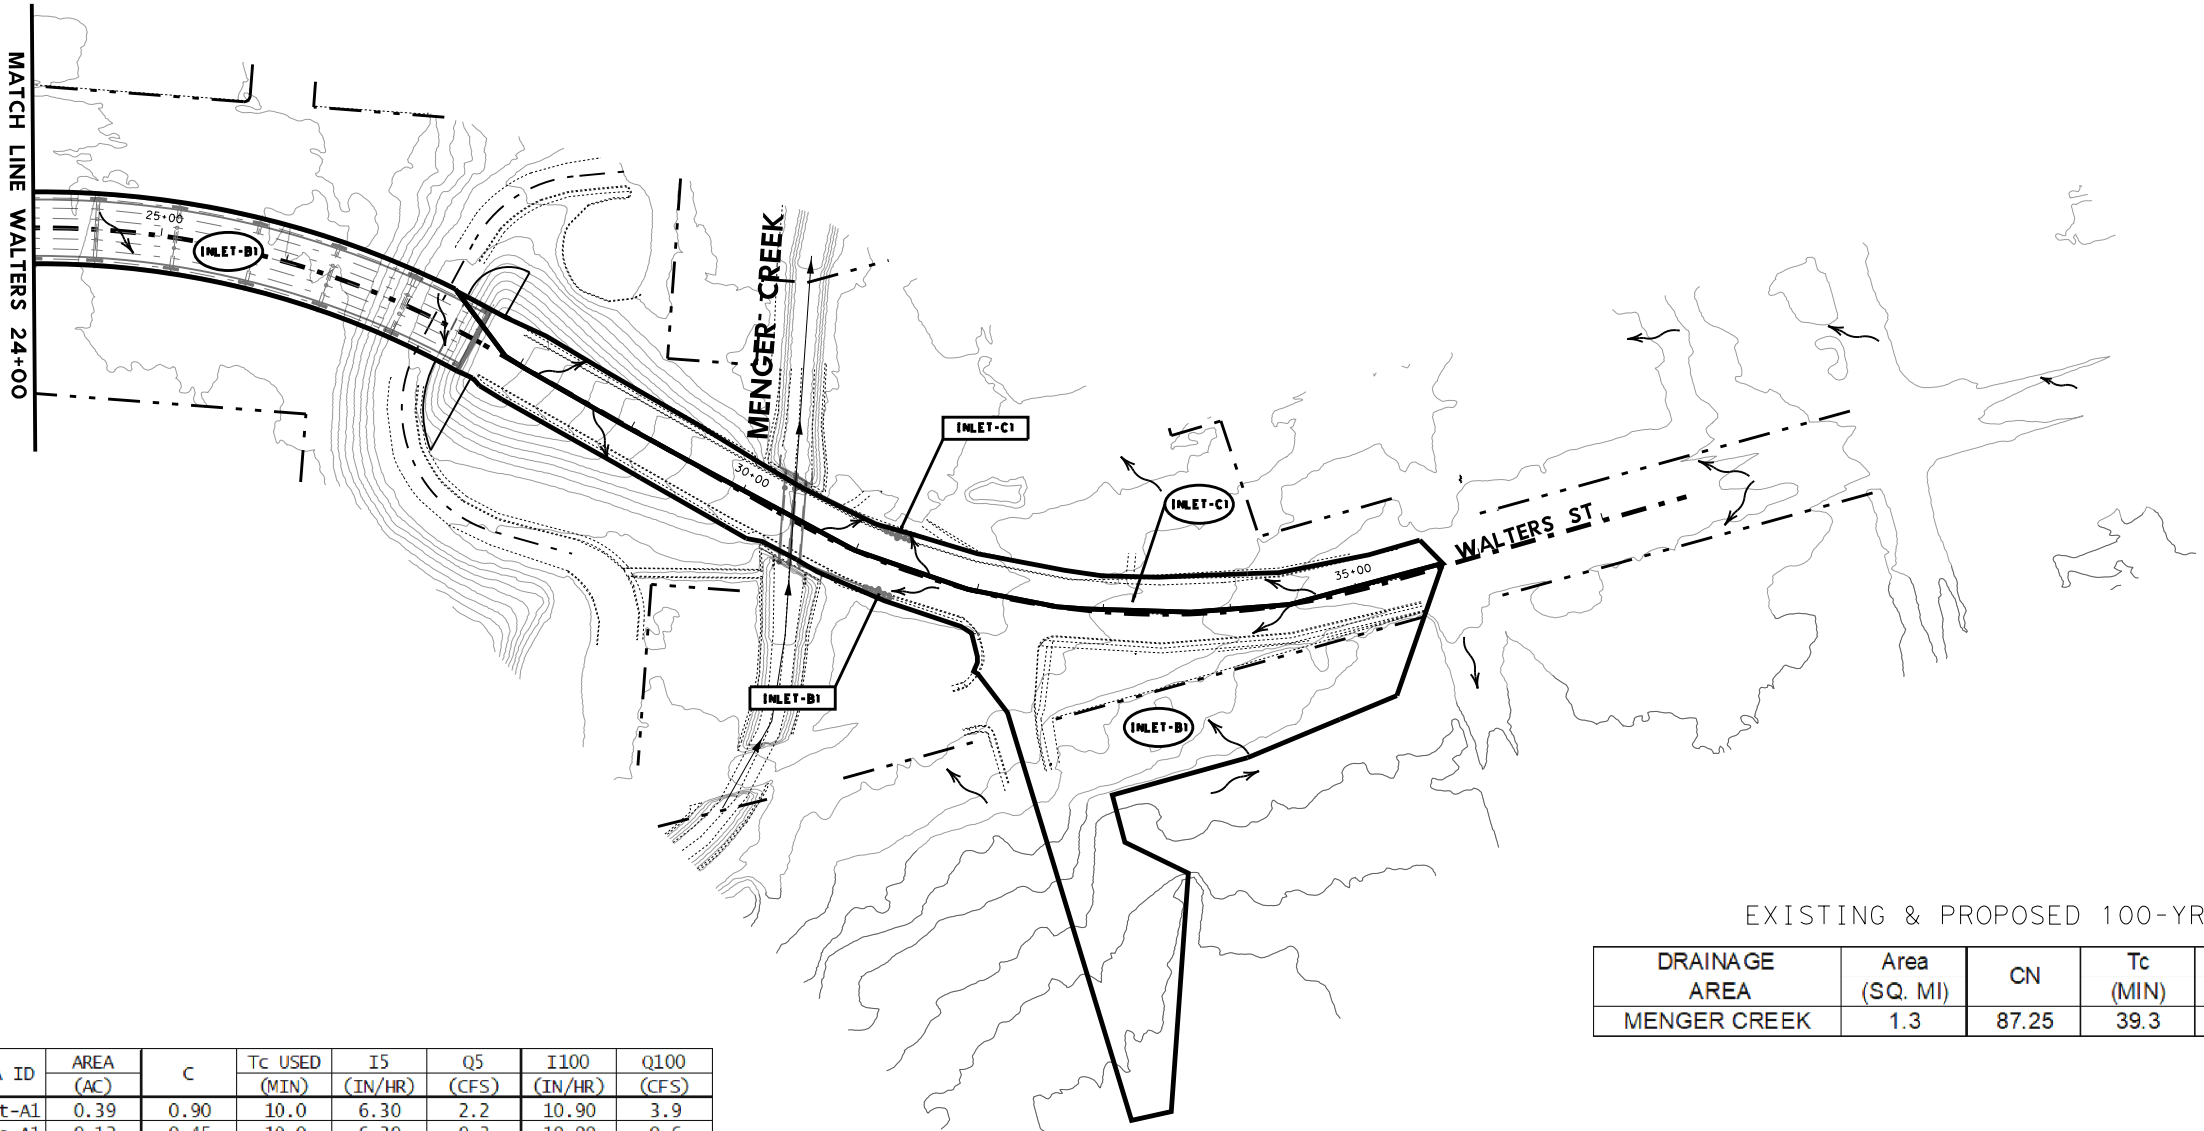 MATCH LINE WALTERS 24+00
25+00
INLET-B1
MENGER CREEK
INLET-C1
30+00
INLET-C1
WALTERS ST
35+00
INLET-B1
INLET-B1
EXISTING & PROPOSED 100-YR
DRAINAGE AREA Area (SQ. MI) CN Tc (MIN)
MENGER CREEK 1.3 87.25 39.3
ID AREA C Tc USED I5 Q5 I100 Q100
(AC) (MIN) (IN/HR) (CFS) (IN/HR) (CFS)
t-A1 0.39 0.90 10.0 6.30 2.2 10.90 3.9